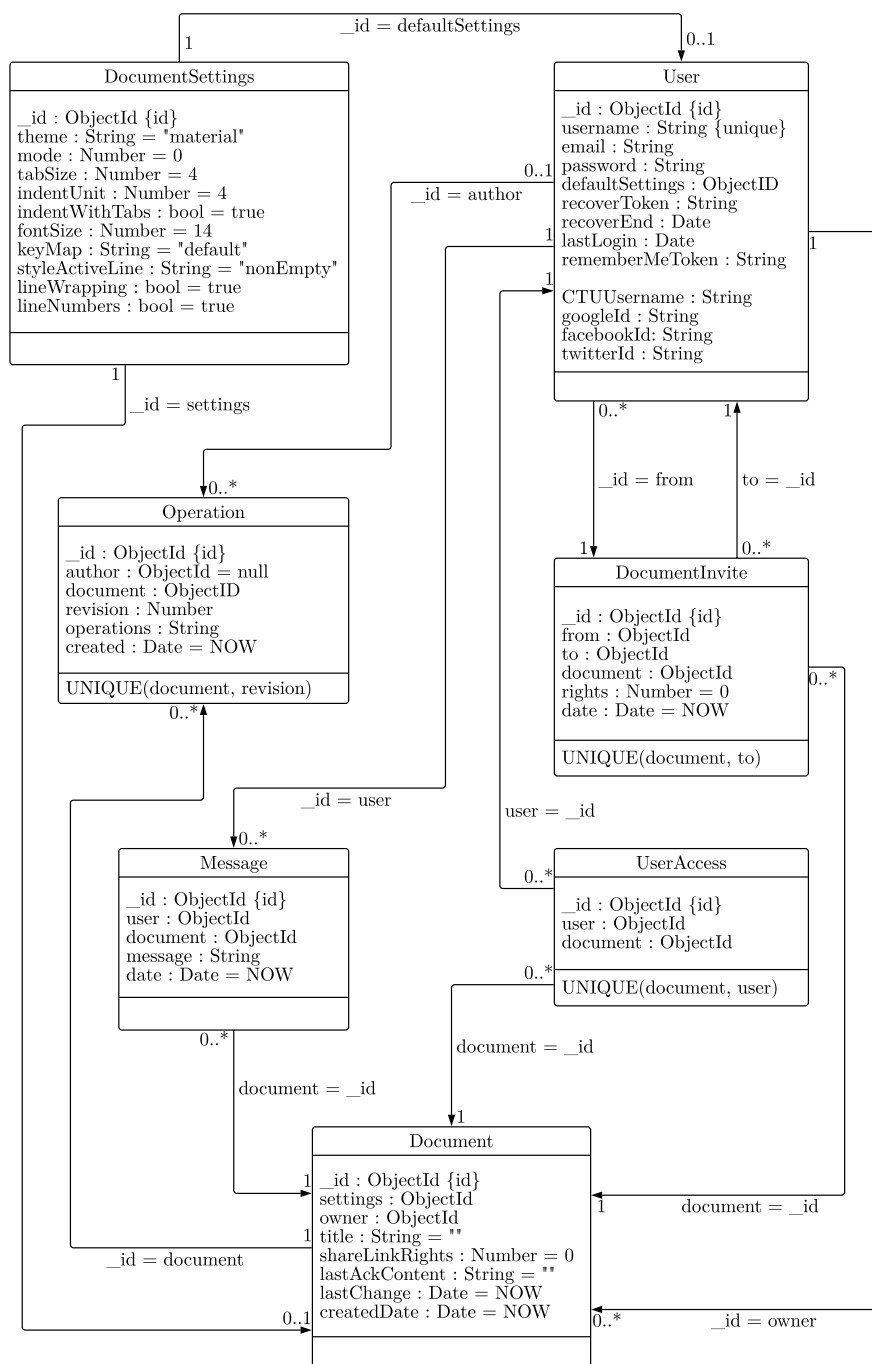 _id = defaultSettings
1
0..1
DocumentSettings
_id : ObjectId {id}
theme : String = "material"
mode : Number = 0
tabSize : Number = 4
indentUnit : Number = 4
indentWithTabs : bool = true
fontSize : Number = 14
keyMap : String = "default"
styleActiveLine : String = "nonEmpty"
lineWrapping : bool = true
lineNumbers : bool = true
1
_id = settings
User
_id : ObjectId {id}
username : String {unique}
email : String
password : String
defaultSettings : ObjectID
recoverToken : String
recoverEnd : Date
lastLogin : Date
rememberMeToken : String
CTUUsername : String
googleId : String
facebookId: String
twitterId : String
0..1
_id = author
1
1
1
0..*
1
_id = from
to = _id
1
0..*
0..*
Operation
_id : ObjectId {id}
author : ObjectId = null
document : ObjectID
revision : Number
operations : String
created : Date = NOW
UNIQUE(document, revision)
0..*
DocumentInvite
_id : ObjectId {id}
from : ObjectId
to : ObjectId
document : ObjectId
rights : Number = 0
date : Date = NOW
UNIQUE(document, to)
0..*
_id = user
user = _id
0..*
Message
_id : ObjectId {id}
user : ObjectId
document : ObjectId
message : String
date : Date = NOW
0..*
document = _id
0..*
UserAccess
_id : ObjectId {id}
user : ObjectId
document : ObjectId
UNIQUE(document, user)
0..*
document = _id
1
Document
_id : ObjectId {id}
settings : ObjectId
owner : ObjectId
title : String = ""
shareLinkRights : Number = 0
lastAckContent : String = ""
lastChange : Date = NOW
createdDate : Date = NOW
1
1
_id = document
0..1
1
document = _id
0..*
_id = owner